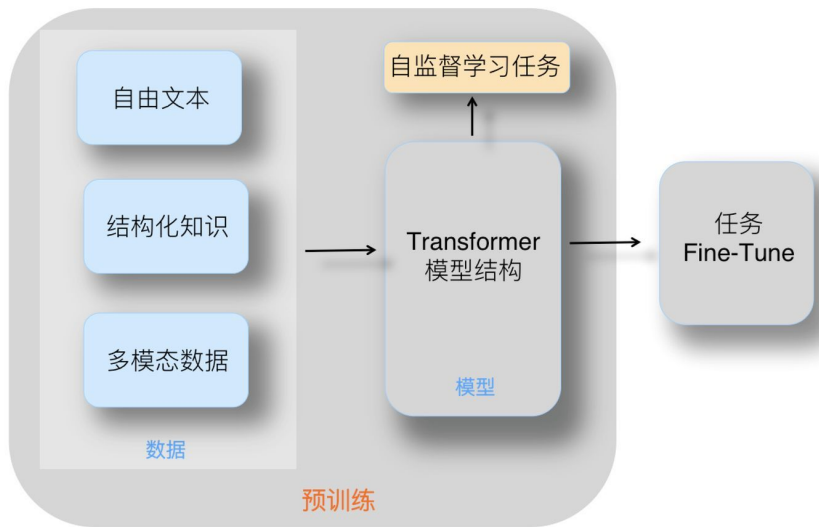 自由文本
结构化知识
多模态数据
数据
自监督学习任务
Transformer
模型结构
模型
任务
Fine-Tune
预训练